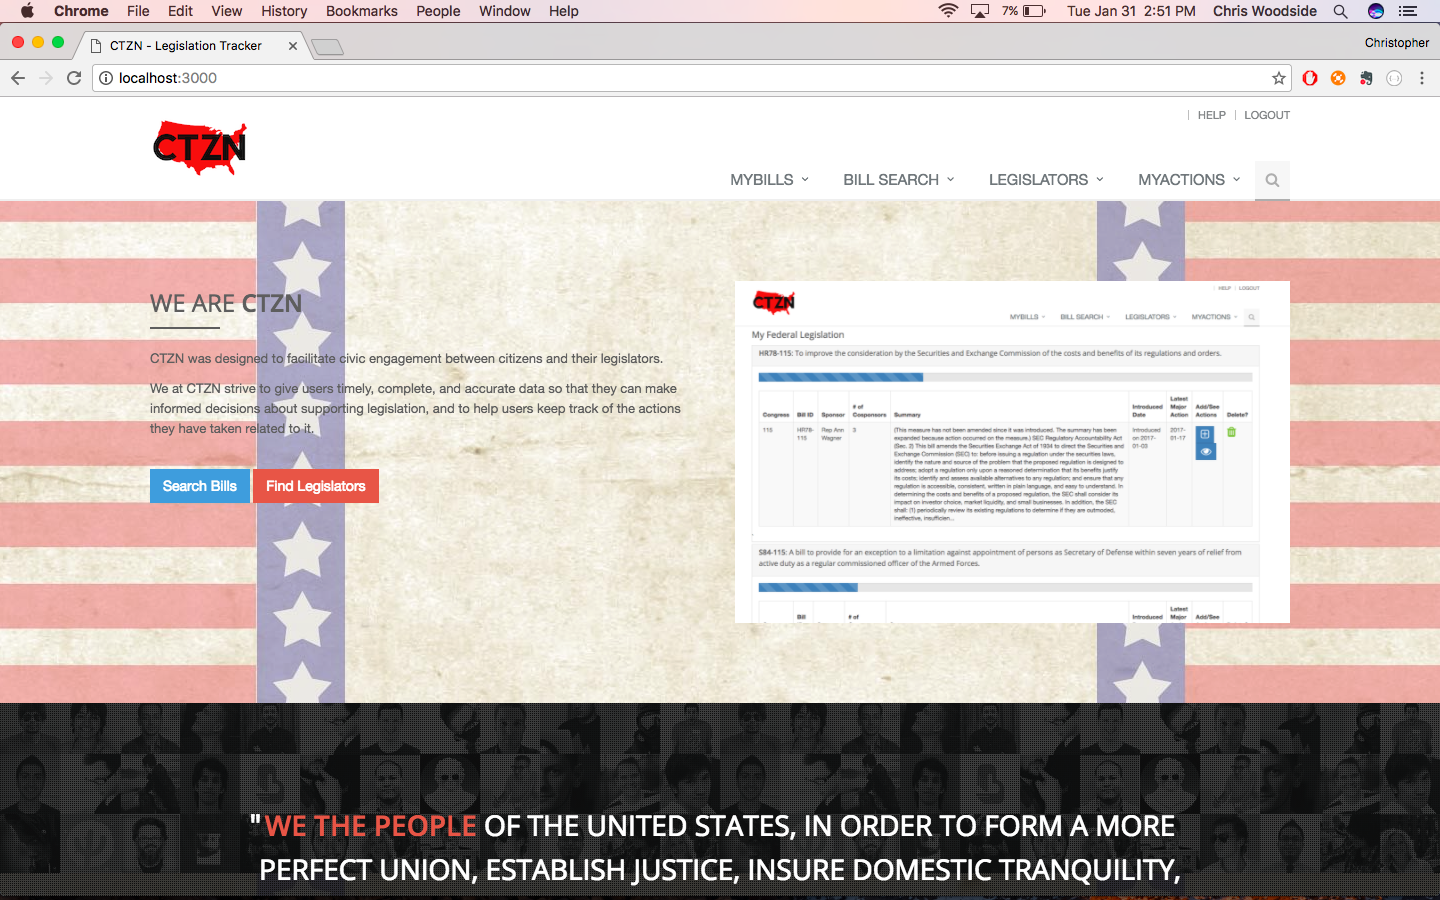 Chrome File Edit View History Bookmarks People Window Help 7% Tue Jan 31 2:51 PM Chris Woodside
CTZN - Legislation Tracker Christopher
localhost:3000
HELP LOGOUT
CTZN
MYBILLS BILL SEARCH LEGISLATORS MYACTIONS
WE ARE CTZN
CTZN was designed to facilitate civic engagement between citizens and their legislators.
We at CTZN strive to give users timely, complete, and accurate data so that they can make
informed decisions about supporting legislation, and to help users keep track of the actions
they have taken related to it.
Search Bills Find Legislators
HELP LOGOUT
CTZN
MYBILLS BILL SEARCH LEGISLATORS MYACTIONS
My Federal Legislation
HR78-115: To improve the consideration by the Securities and Exchange Commission of the costs and benefits of its regulations and orders.
Congress Bill ID Sponsor # of Cosponsors Summary Introduced Date Latest Major Action Add/See Actions Delete?
115 HR78-115 Rep Ann Wagner 3
(This measure has not been amended since it was introduced. The summary has been
expanded because action occurred on the measure.) SEC Regulatory Accountability Act
(Sec. 2) This bill amends the Securities Exchange Act of 1934 to direct the Securities and
Exchange Commission (SEC) to: before issuing a regulation under the securities laws,
identify the nature and source of the problem that the proposed regulation is designed to
address; adopt a regulation only upon a reasoned determination that its benefits justify
its costs; identify and assess available alternatives to any regulation; and ensure that any
regulation is accessible, consistent, written in plain language, and easy to understand. In
determining the costs and benefits of a proposed regulation, the SEC shall consider its
impact on investor choice, market liquidity, and small businesses. In addition, the SEC
shall: (1) periodically review its existing regulations to determine if they are outmoded,
ineffective, insufficien...
Introduced on 2017-01-03 2017-01-17
S84-115: A bill to provide for an exception to a limitation against appointment of persons as Secretary of Defense within seven years of relief from
active duty as a regular commissioned officer of the Armed Forces.
Bill # of Introduced Latest Major Add/See
"WE THE PEOPLE OF THE UNITED STATES, IN ORDER TO FORM A MORE
PERFECT UNION, ESTABLISH JUSTICE, INSURE DOMESTIC TRANQUILITY,